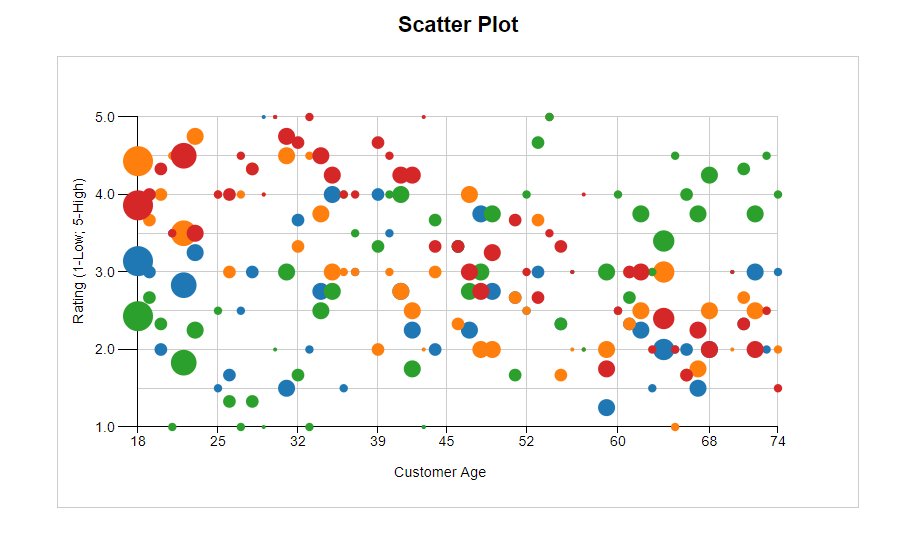 Scatter Plot
5.0
4.0
3.0
2.0
1.0
Rating (1-Low; 5-High)
18 25 32 39 45 52 60 68 74
Customer Age